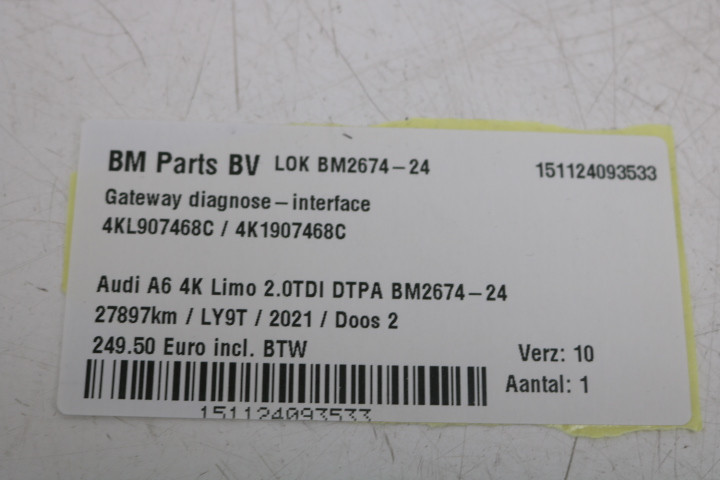 BM Parts BV LOK BM2674-24 151124093533
Gateway diagnose-interface
4KL907468C / 4K1907468C
Audi A6 4K Limo 2.0TDI DTPA BM2674-24
27897km / LY9T / 2021 / Doos 2
249.50 Euro incl. BTW
Verz: 10
Aantal: 1
151124093533